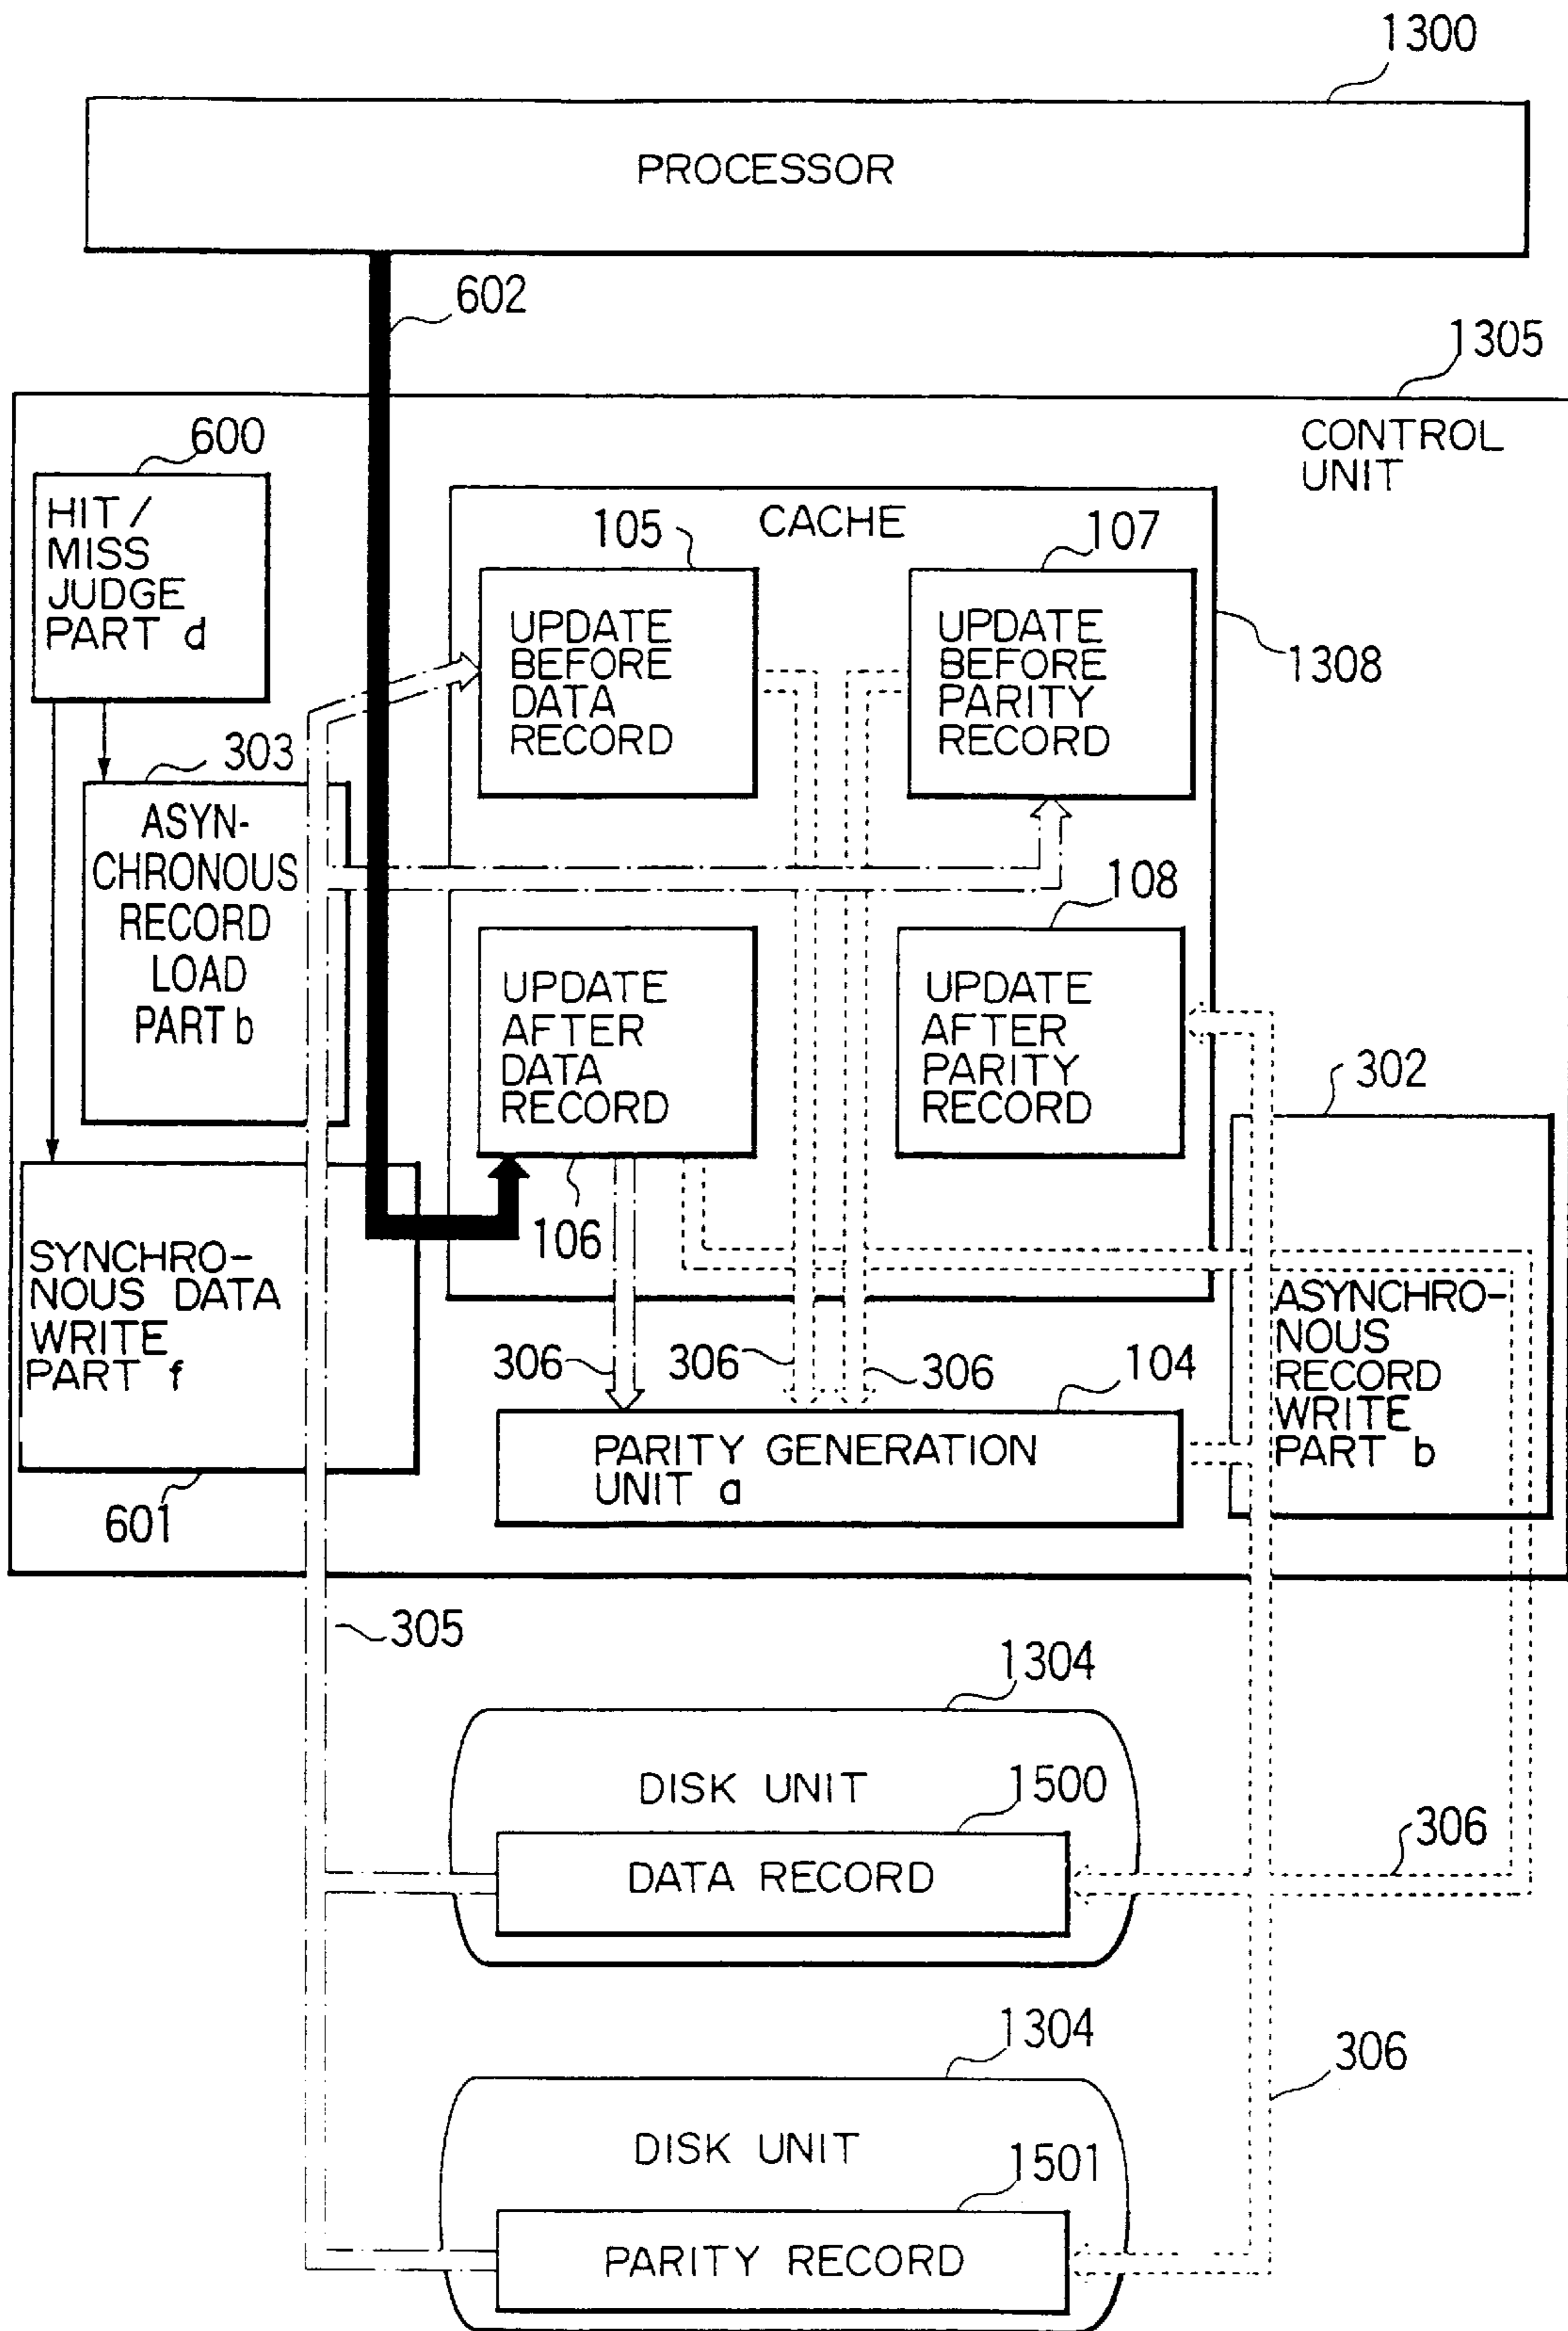 1300
PROCESSOR
602
1305
CONTROL
UNIT
600
HIT /
MISS
JUDGE
PART d
CACHE
105
107
UPDATE
BEFORE
DATA
RECORD
UPDATE
BEFORE
PARITY
RECORD
1308
303
ASYN-
CHRONOUS
RECORD
LOAD
PART b
108
UPDATE
AFTER
DATA
RECORD
UPDATE
AFTER
PARITY
RECORD
302
106
SYNCHRO-
NOUS DATA
WRITE
PART f
601
ASYNCHRO-
NOUS
RECORD
WRITE
PART b
306
306
306
104
PARITY GENERATION
UNIT a
305
1304
DISK UNIT
1500
DATA RECORD
306
1304
306
DISK UNIT
1501
PARITY RECORD